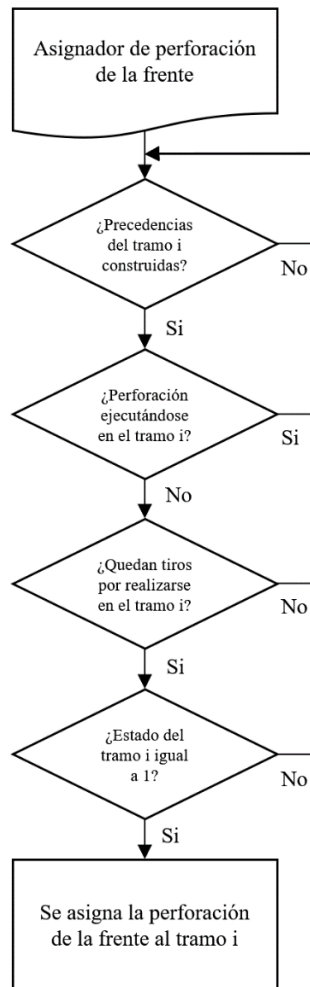 Asignador de perforación
de la frente
¿Precedencias
del tramo i
construidas?
No
Si
¿Perforación
ejecutándose
en el tramo i?
Si
No
¿Quedan tiros
por realizarse
en el tramo i?
No
Si
¿Estado del
tramo i igual
a 1?
No
Si
Se asigna la perforación
de la frente al tramo i